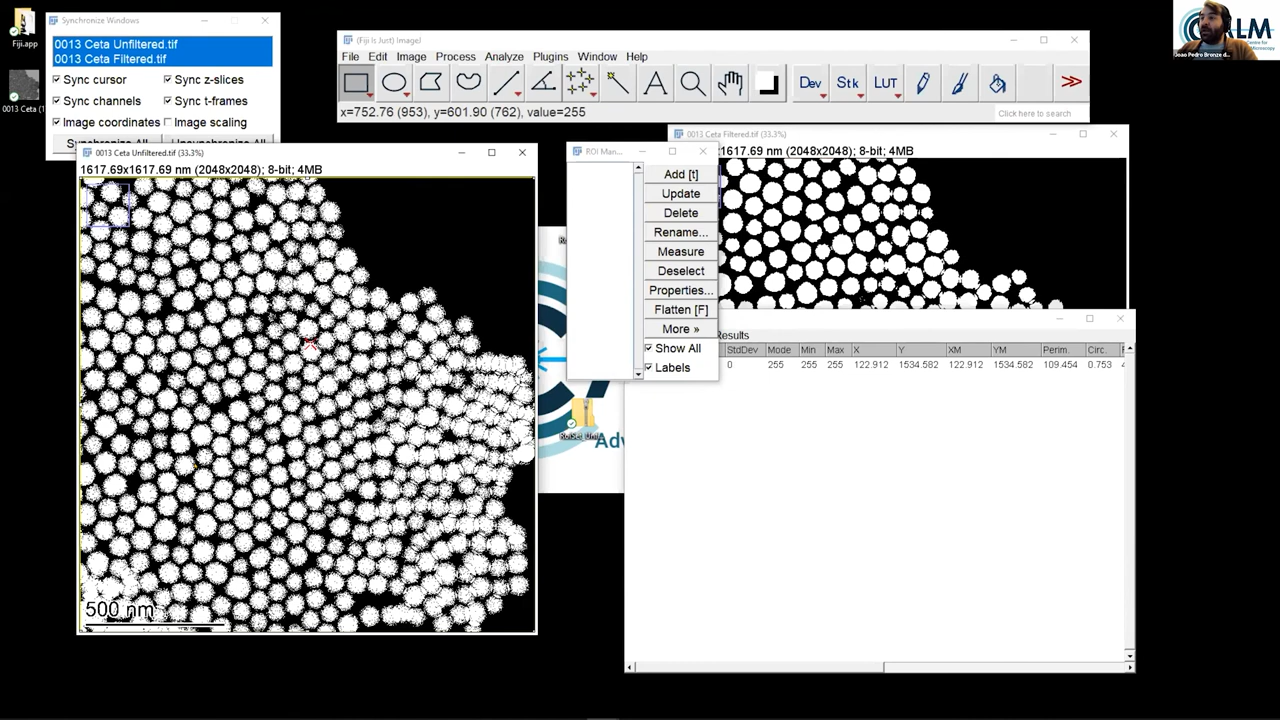 Fiji.app
0013 Ceta (1
Synchronize Windows
0013 Ceta Unfiltered.tif
0013 Ceta Filtered.tif
Sync cursor
Sync z-slices
Sync channels
Sync t-frames
Image coordinates
Image scaling
Synchronize All
Unsynchronize All
(Fiji Is Just) ImageJ
File Edit Image Process Analyze Plugins Window Help
Dev Stk LUT
x=752.76 (953), y=601.90 (762), value=255
Click here to search
LM
0013 Ceta Unfiltered.tif (33.3%)
1617.69x1617.69 nm (2048x2048); 8-bit; 4MB
500 nm
ROI Man...
Add [t]
Update
Delete
Rename...
Measure
Deselect
Properties...
Flatten [F]
More »
Show All
Labels
0013 Ceta Filtered.tif (33.3%)
1617.69 nm (2048x2048); 8-bit; 4MB
Results
StdDev Mode Min Max X Y XM YM Perim. Circ.
0 255 255 255 122.912 1534.582 122.912 1534.582 109.454 0.753
Adv